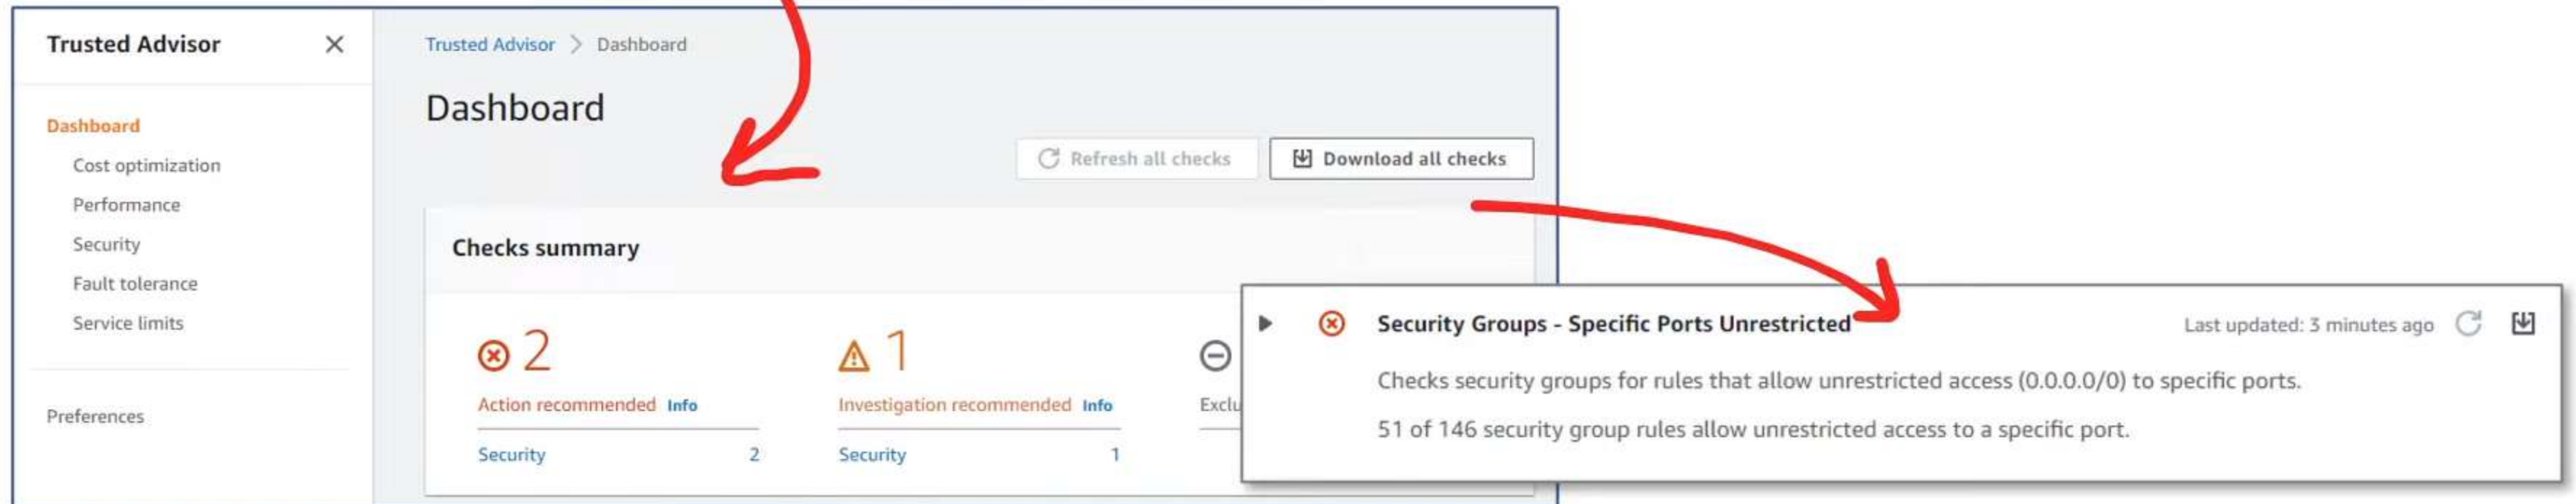 Trusted Advisor
Dashboard
Cost optimization
Performance
Security
Fault tolerance
Service limits
Preferences
Trusted Advisor > Dashboard
Dashboard
Refresh all checks
Download all checks
Checks summary
2
Action recommended Info
Security 2
1
Investigation recommended Info
Security 1
Exclu
Security Groups - Specific Ports Unrestricted
Last updated: 3 minutes ago
Checks security groups for rules that allow unrestricted access (0.0.0.0/0) to specific ports.
51 of 146 security group rules allow unrestricted access to a specific port.